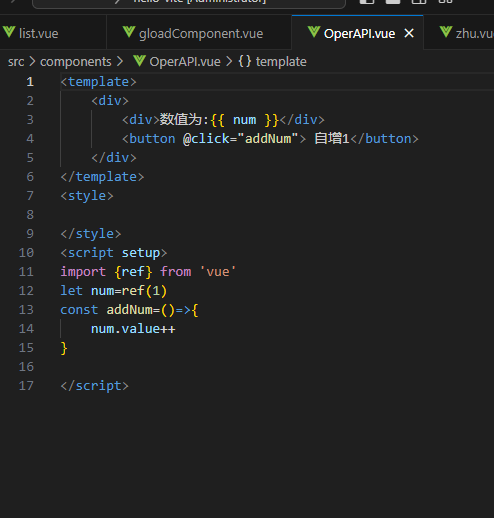 hello-vite [Administrator]
list.vue gloadComponent.vue OperAPI.vue × zhu.vu
src > components > OperAPI.vue > {} template
1 <template>
2 <div>
3 <div>数值为:{{ num }}</div>
4 <button @click="addNum"> 自增1</button>
5 </div>
6 </template>
7 <style>
8
9 </style>
10 <script setup>
11 import {ref} from 'vue'
12 let num=ref(1)
13 const addNum=()=>{
14 num.value++
15 }
16
17 </script>